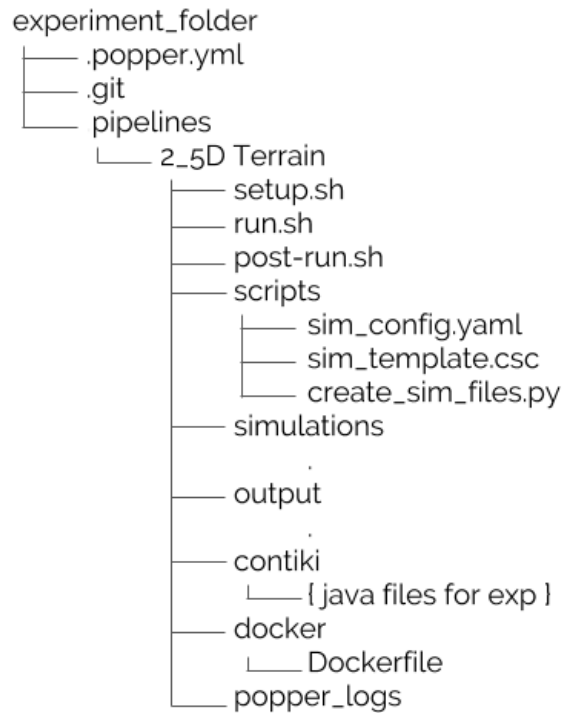 experiment_folder
.popper.yml
.git
pipelines
2_5D Terrain
setup.sh
run.sh
post-run.sh
scripts
sim_config.yaml
sim_template.csc
create_sim_files.py
simulations
.
output
.
contiki
{ java files for exp }
docker
Dockerfile
popper_logs